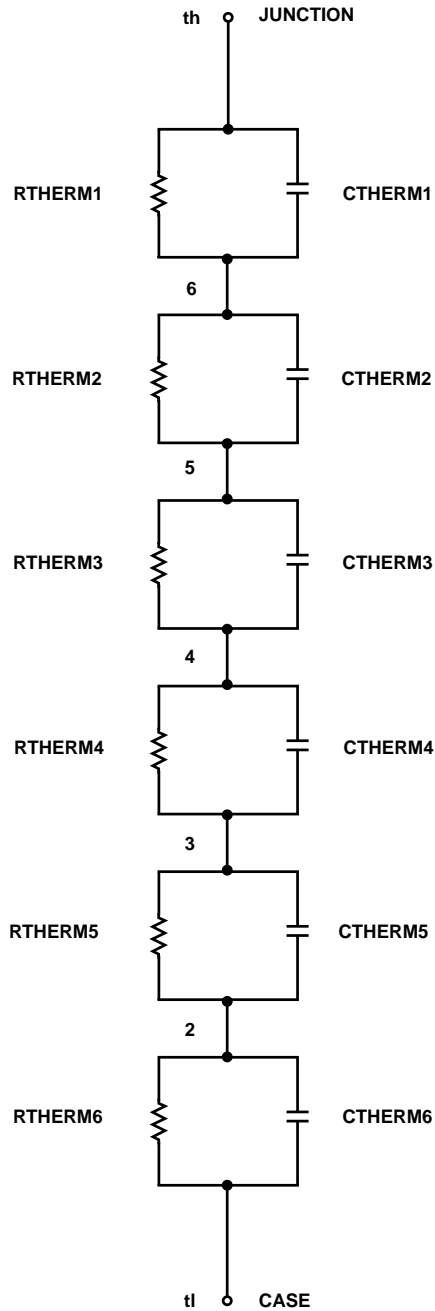 th JUNCTION
RTHERM1 CTHERM1
6
RTHERM2 CTHERM2
5
RTHERM3 CTHERM3
4
RTHERM4 CTHERM4
3
RTHERM5 CTHERM5
2
RTHERM6 CTHERM6
tl CASE